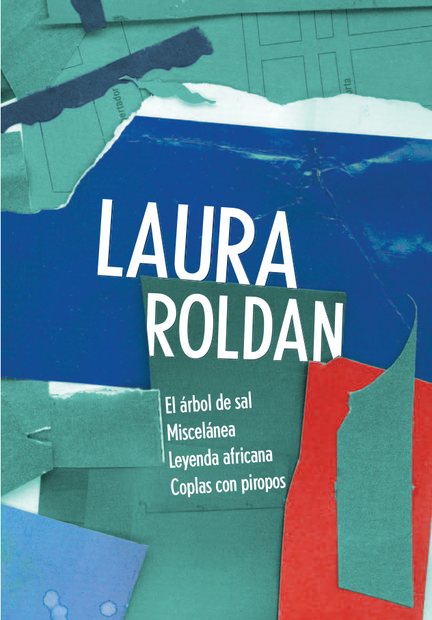 LAURA
ROLDAN
El árbol de sal
Miscelánea
Leyenda africana
Coplas con piropos